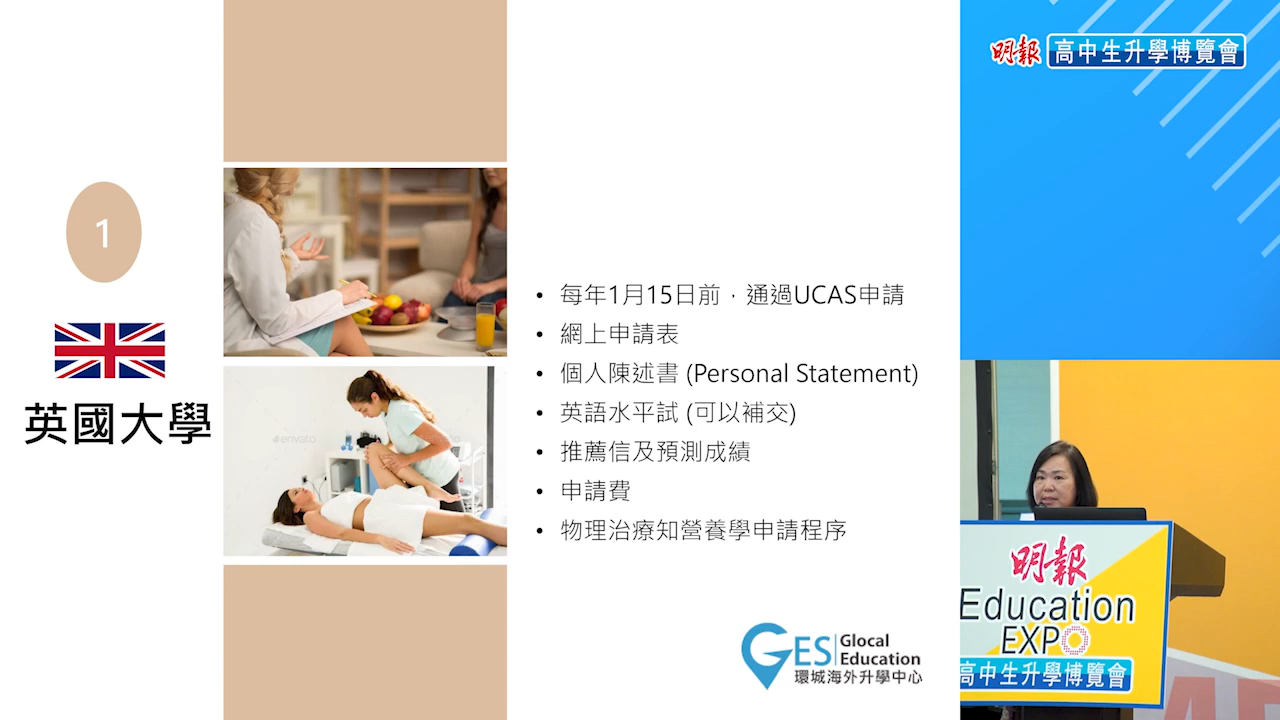 1
英國大學
envato
• 每年1月15日前，通過UCAS申請
• 網上申請表
• 個人陳述書 (Personal Statement)
• 英語水平試 (可以補交)
• 推薦信及預測成績
• 申請費
• 物理治療知營養學申請程序
GES Glocal
Education
環城海外升學中心
明報 高中生升學博覽會
明報
Education
EXPO
高中生升學博覽會